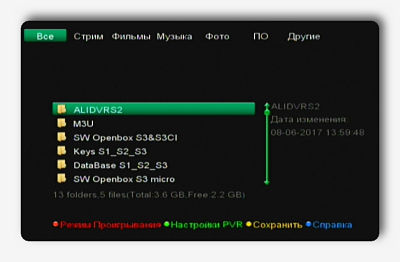 Все Стрим Фильмы Музыка Фото ПО Другие
ALIDVRS2
M3U
SW Openbox S3&S3CI
Keys S1_S2_S3
DataBase S1_S2_S3
SW Openbox S3 micro
ALIDVRS2
Дата изменения:
08-06-2017 13:59:48
13 folders,5 files(Total:3.6 GB,Free:2.2 GB)
Режим Проигрывания Настройки PVR Сохранить Справка